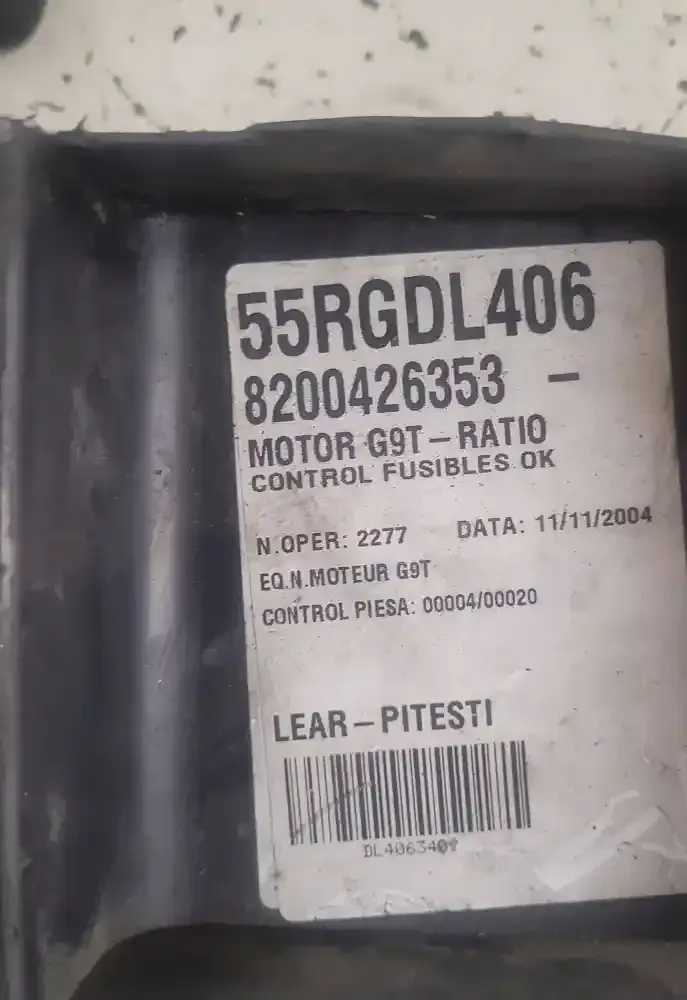 55RGDL406
8200426353 -
MOTOR G9T-RATIO
CONTROL FUSIBLES OK
N.OPER: 2277 DATA: 11/11/2004
EQ.N.MOTEUR G9T
CONTROL PIESA: 00004/00020
LEAR-PITESTI